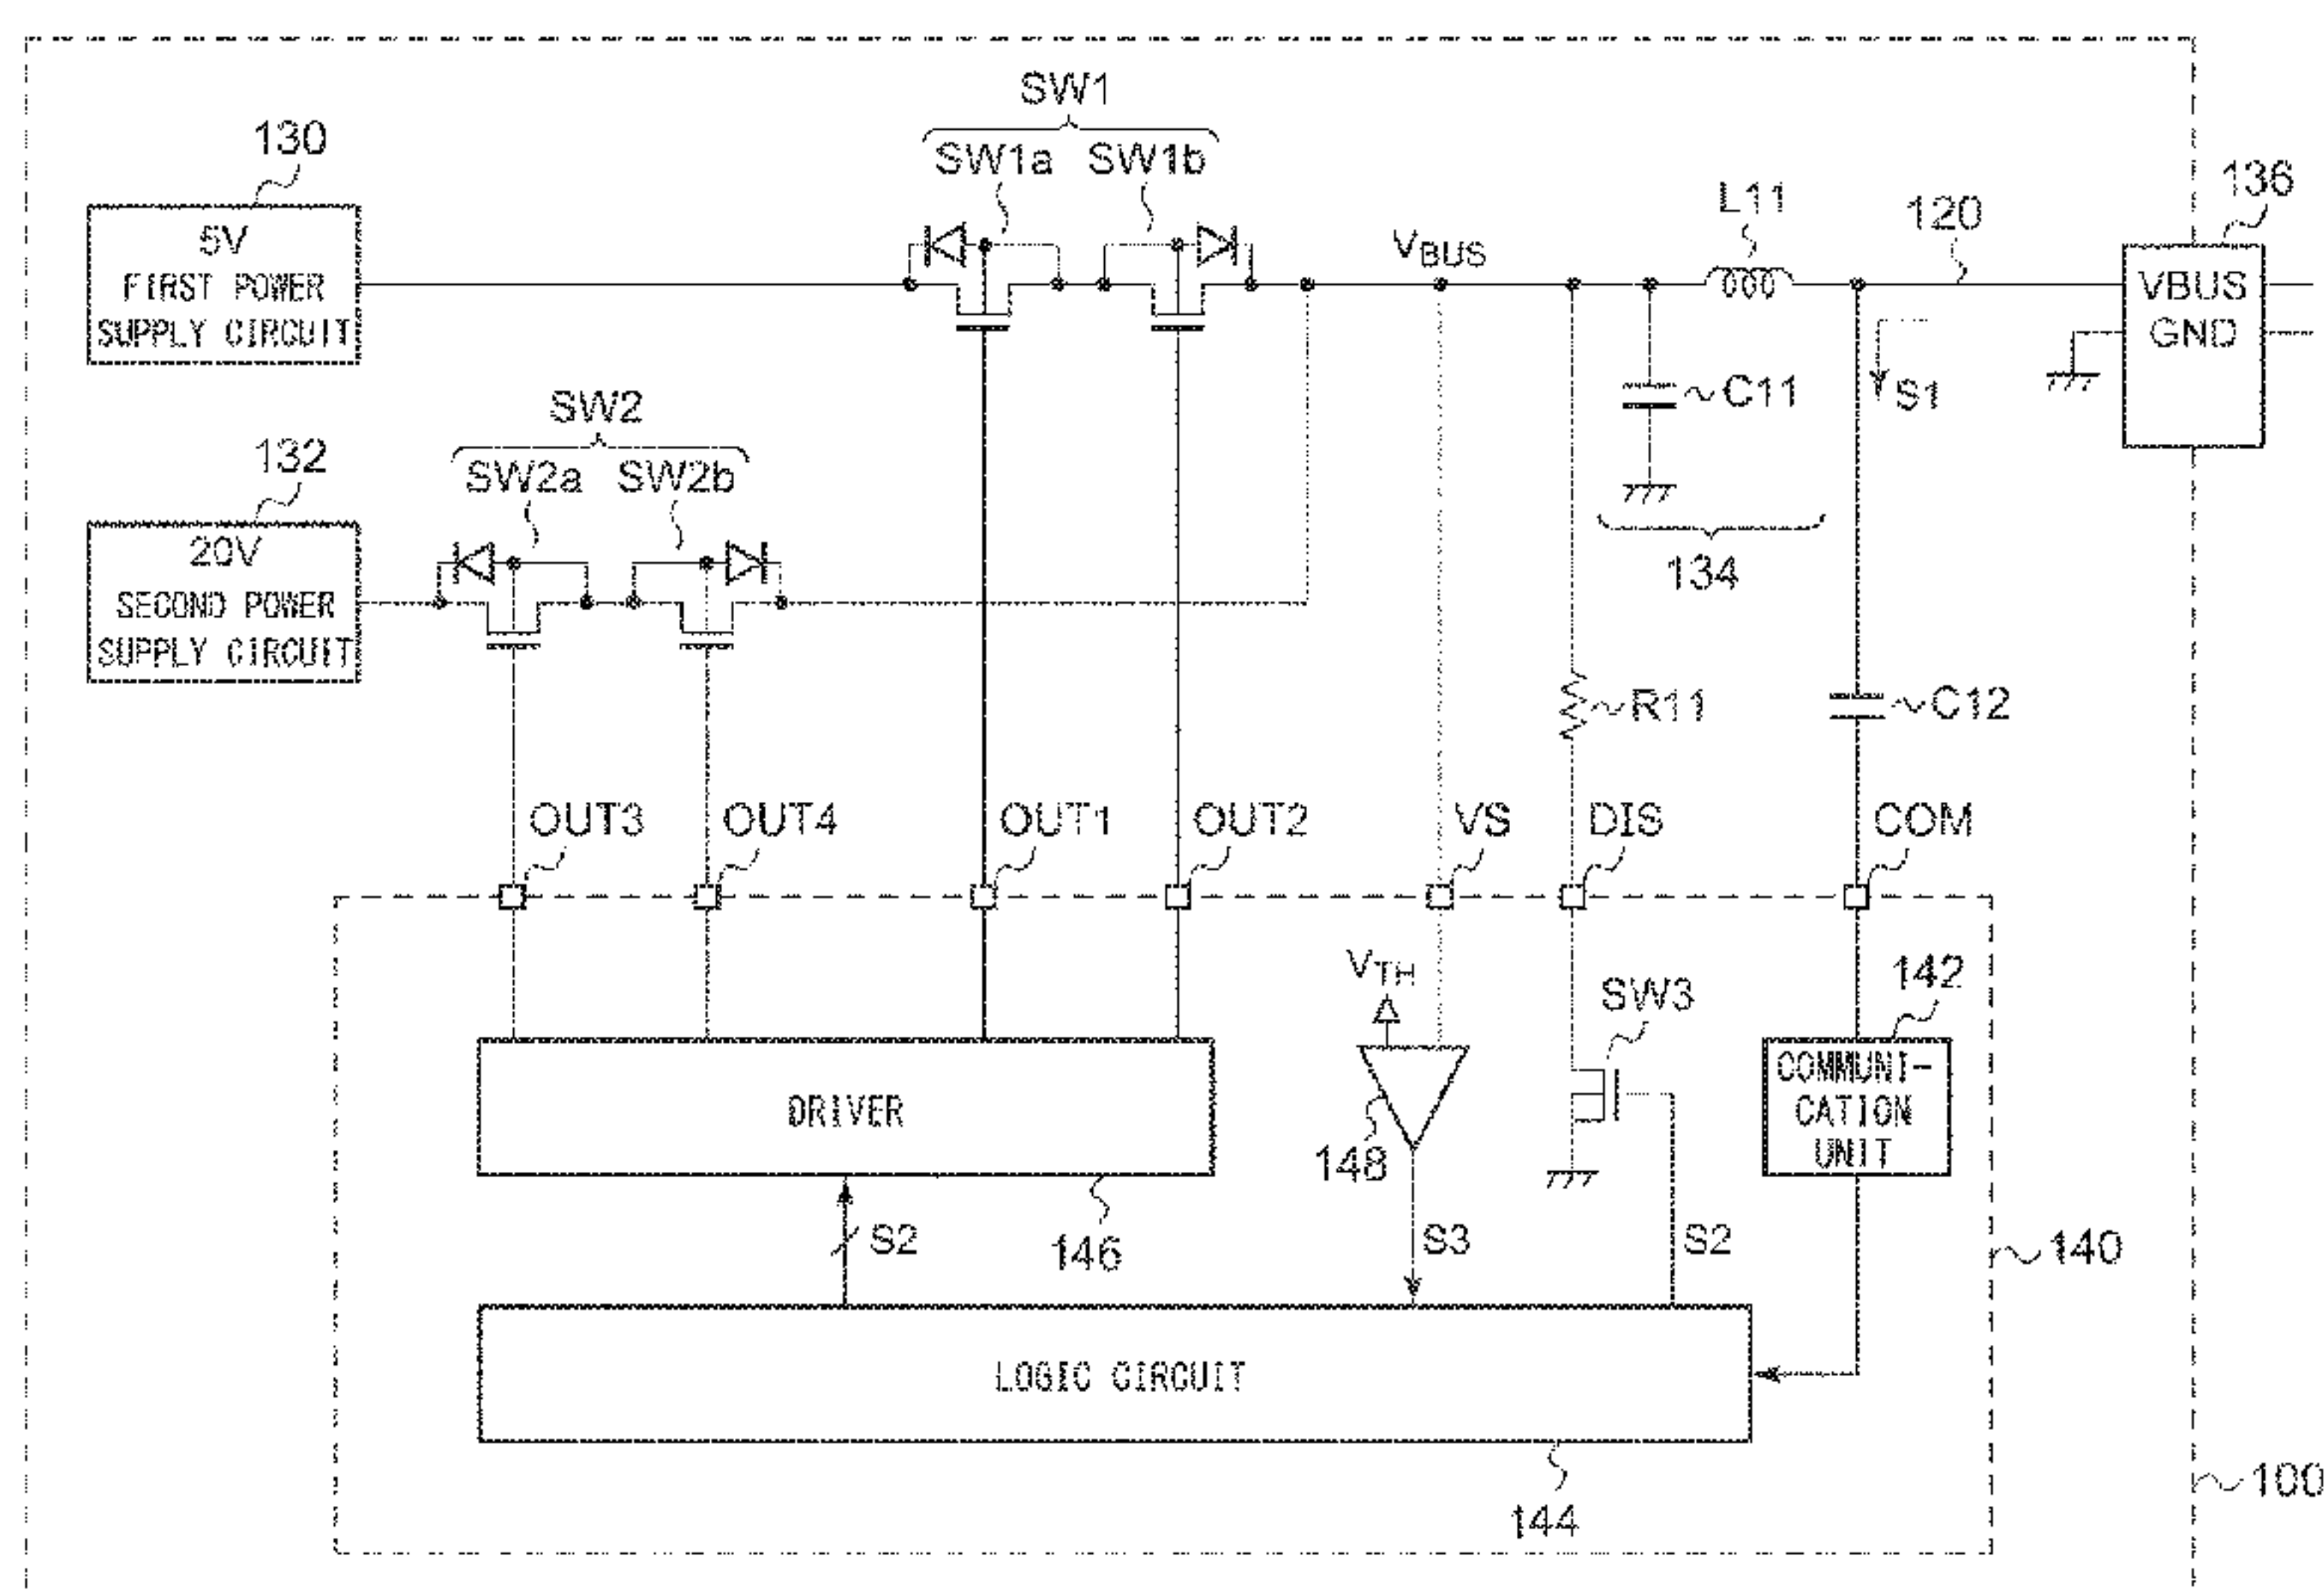 SW1
SW1a SW1b
130
5V
FIRST POWER
SUPPLY CIRCUIT
VBUS
L11
120
136
VBUS
GND
C11
S1
134
SW2
SW2a SW2b
132
20V
SECOND POWER
SUPPLY CIRCUIT
R11
C12
OUT3
OUT4
OUT1
OUT2
VS
DIS
COM
VTH
148
SW3
142
COMMUNI-
CATION
UNIT
DRIVER
146
S2
S3
S2
140
LOGIC CIRCUIT
144
100